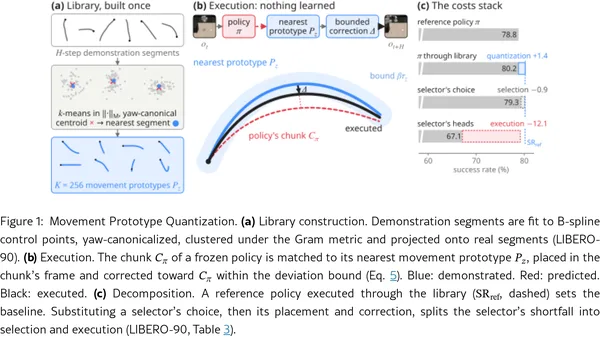 (a) Library, built once
H-step demonstration segments
k-means in ||·||M, yaw-canonical
centroid × → nearest segment
K = 256 movement prototypes Pz
(b) Execution: nothing learned
policy π
nearest prototype Pz
bounded correction Δ
ot
ot+H
nearest prototype Pz
bound βrz
Δ
executed
policy's chunk Cπ
(c) The costs stack
reference policy π
78.8
π through library
quantization +1.4
80.2
selector's choice
selection −0.9
79.3
selector's heads
execution −12.1
67.1
SRref
60 70 80
success rate (%)
Figure 1: Movement Prototype Quantization. (a) Library construction. Demonstration segments are fit to B-spline
control points, yaw-canonicalized, clustered under the Gram metric and projected onto real segments (LIBERO-
90). (b) Execution. The chunk Cπ of a frozen policy is matched to its nearest movement prototype Pz, placed in the
chunk's frame and corrected toward Cπ within the deviation bound (Eq. 5). Blue: demonstrated. Red: predicted.
Black: executed. (c) Decomposition. A reference policy executed through the library (SRref, dashed) sets the
baseline. Substituting a selector's choice, then its placement and correction, splits the selector's shortfall into
selection and execution (LIBERO-90, Table 3).